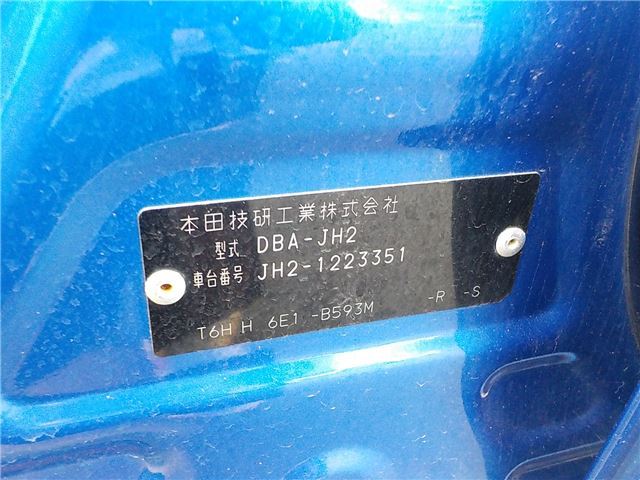 本田技研工業株式会社
型式 DBA-JH2
車台番号 JH2-1223351
T6H H 6E1 -B593M -R -S